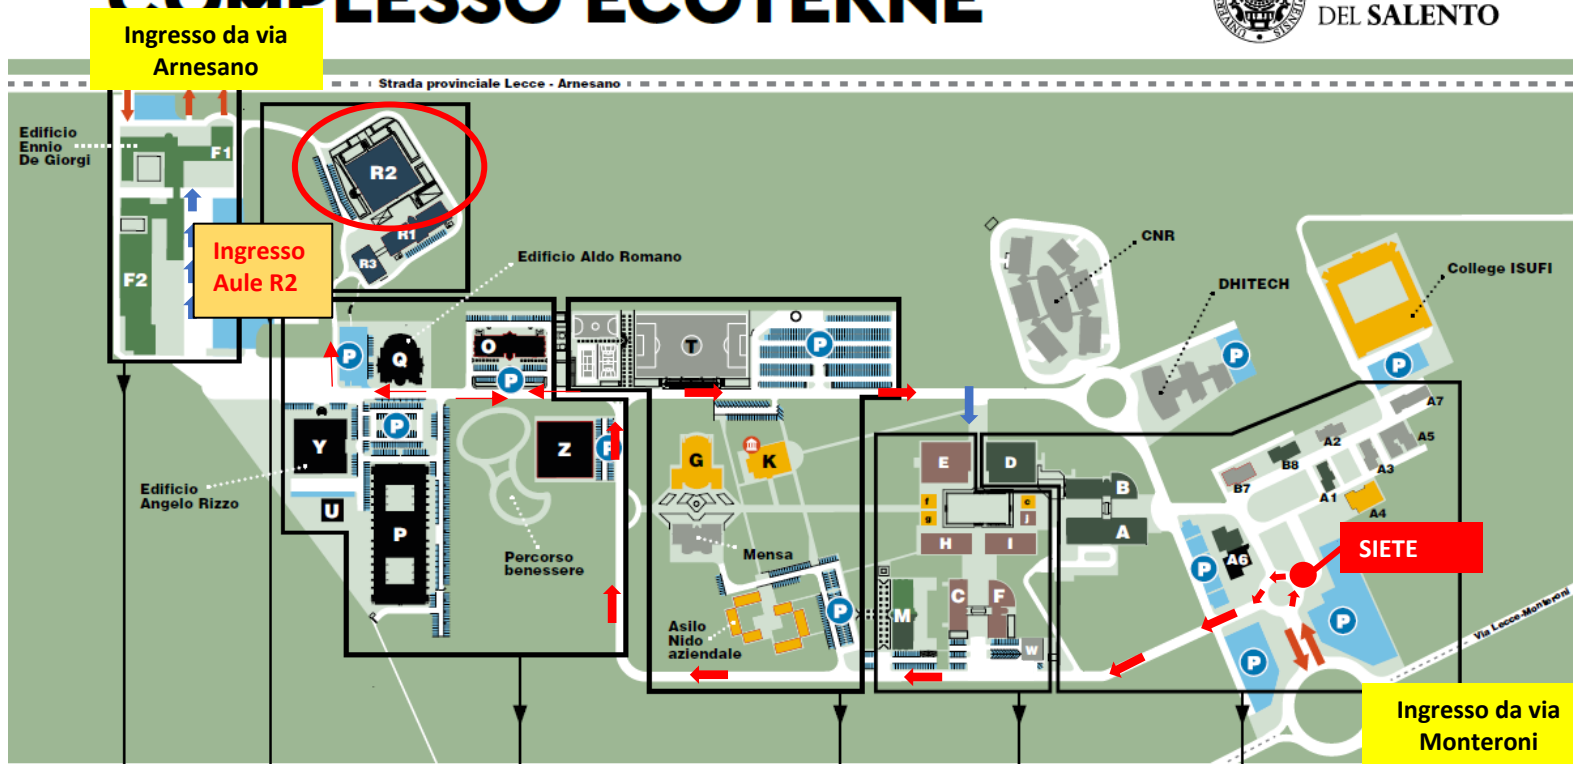 COMPLESSO ECOTEKNE
DEL SALENTO
Ingresso da via
Arnesano
Strada provinciale Lecce - Arnesano
Edificio
Ennio
De Giorgi
F1
R2
R1
R3
F2
Ingresso
Aule R2
Edificio Aldo Romano
CNR
DHITECH
College ISUFI
P
Q
O
P
T
P
P
P
A7
A2
A5
B8
A3
B7
A1
A4
Y
P
Z
P
G
K
E
D
B
f
c
g
J
A
H
I
Edificio
Angelo Rizzo
U
P
Percorso
benessere
Mensa
A6
SIETE
P
P
P
C
F
M
W
Asilo
Nido
aziendale
P
Via Lecce-Monteroni
Ingresso da via
Monteroni